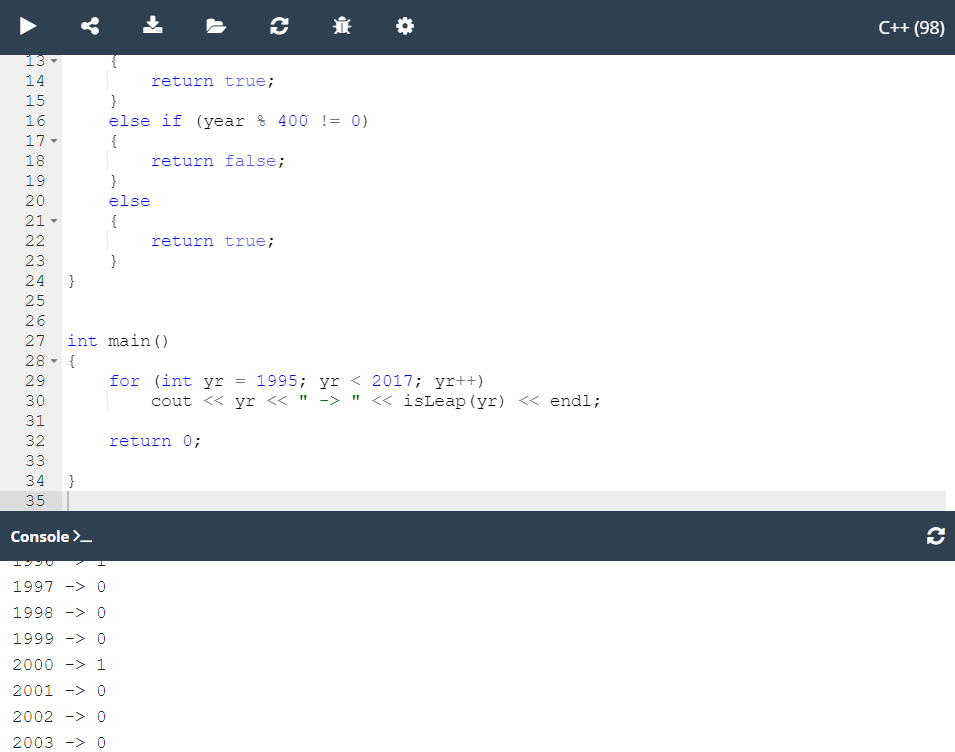 C++ (98)
13 {
14 return true;
15 }
16 else if (year % 400 != 0)
17 {
18 return false;
19 }
20 else
21 {
22 return true;
23 }
24 }
25
26
27 int main()
28 {
29 for (int yr = 1995; yr < 2017; yr++)
30 cout << yr << " -> " << isLeap(yr) << endl;
31
32 return 0;
33
34 }
35
Console >_
1996 -> 1
1997 -> 0
1998 -> 0
1999 -> 0
2000 -> 1
2001 -> 0
2002 -> 0
2003 -> 0